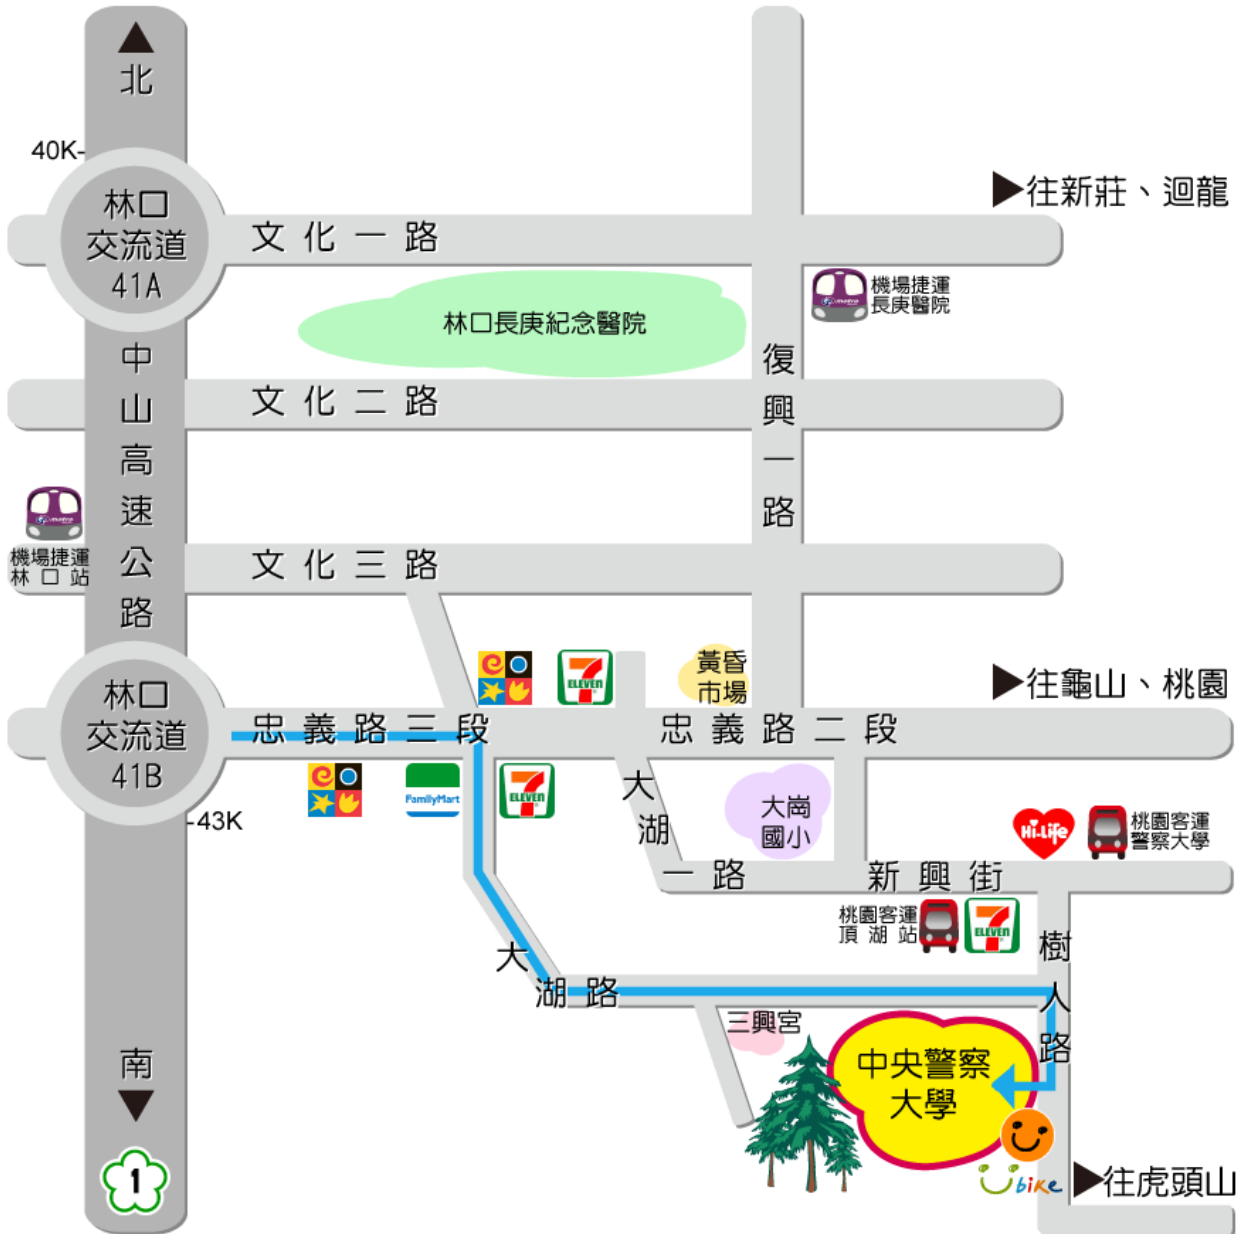 北
40K-
林口
交流道
41A
往新莊、迴龍
文化一路
機場捷運
長庚醫院
林口長庚紀念醫院
復興一路
文化二路
中山高速公路
機場捷運
林口站
文化三路
黃昏
市場
7
ELEVEN
往龜山、桃園
林口
交流道
41B
忠義路三段
忠義路二段
FamilyMart
7
ELEVEN
-43K
大湖一路
大崗
國小
Hi-Life
桃園客運
警察大學
新興街
桃園客運
頂湖站
7
ELEVEN
樹人路
大湖路
三興宮
中央警察
大學
南
1
Ubike
往虎頭山